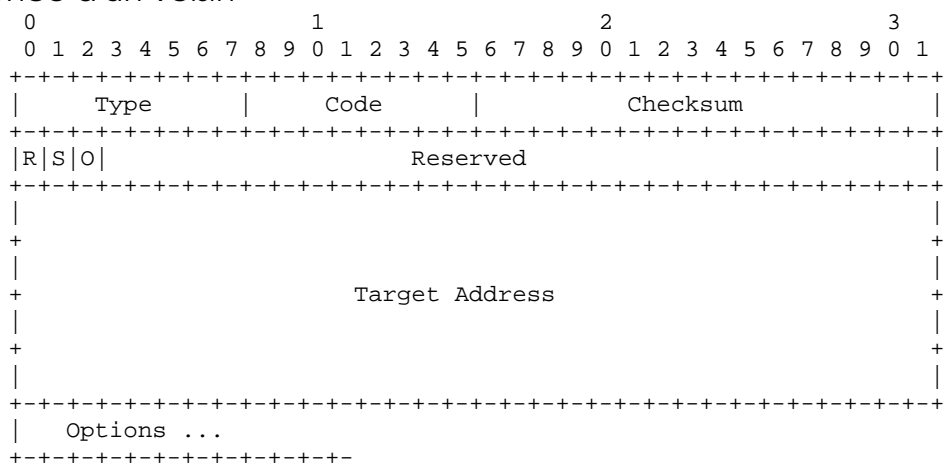 0                   1                   2                   3
 0 1 2 3 4 5 6 7 8 9 0 1 2 3 4 5 6 7 8 9 0 1 2 3 4 5 6 7 8 9 0 1
+-+-+-+-+-+-+-+-+-+-+-+-+-+-+-+-+-+-+-+-+-+-+-+-+-+-+-+-+-+-+-+-+
|     Type      |     Code      |          Checksum             |
+-+-+-+-+-+-+-+-+-+-+-+-+-+-+-+-+-+-+-+-+-+-+-+-+-+-+-+-+-+-+-+-+
|R|S|O|                     Reserved                            |
+-+-+-+-+-+-+-+-+-+-+-+-+-+-+-+-+-+-+-+-+-+-+-+-+-+-+-+-+-+-+-+-+
|                                                               |
+                                                               +
|                                                               |
+                       Target Address                          +
|                                                               |
+                                                               +
|                                                               |
+-+-+-+-+-+-+-+-+-+-+-+-+-+-+-+-+-+-+-+-+-+-+-+-+-+-+-+-+-+-+-+-+
|   Options ...
+-+-+-+-+-+-+-+-+-+-+-+-